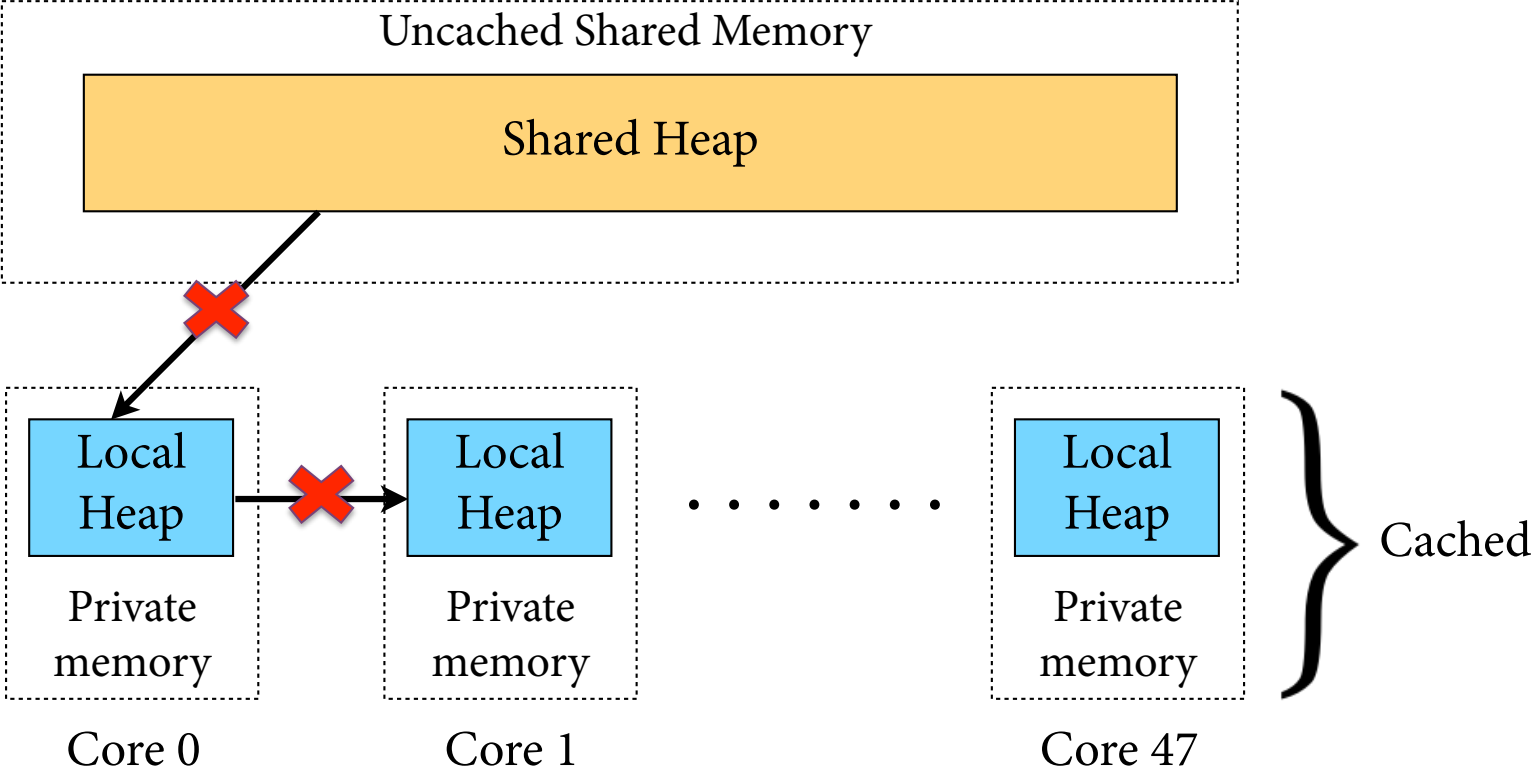 Uncached Shared Memory
Shared Heap
Local
Heap
Private
memory
Core 0
Local
Heap
Private
memory
Core 1
Local
Heap
Private
memory
Core 47
Cached